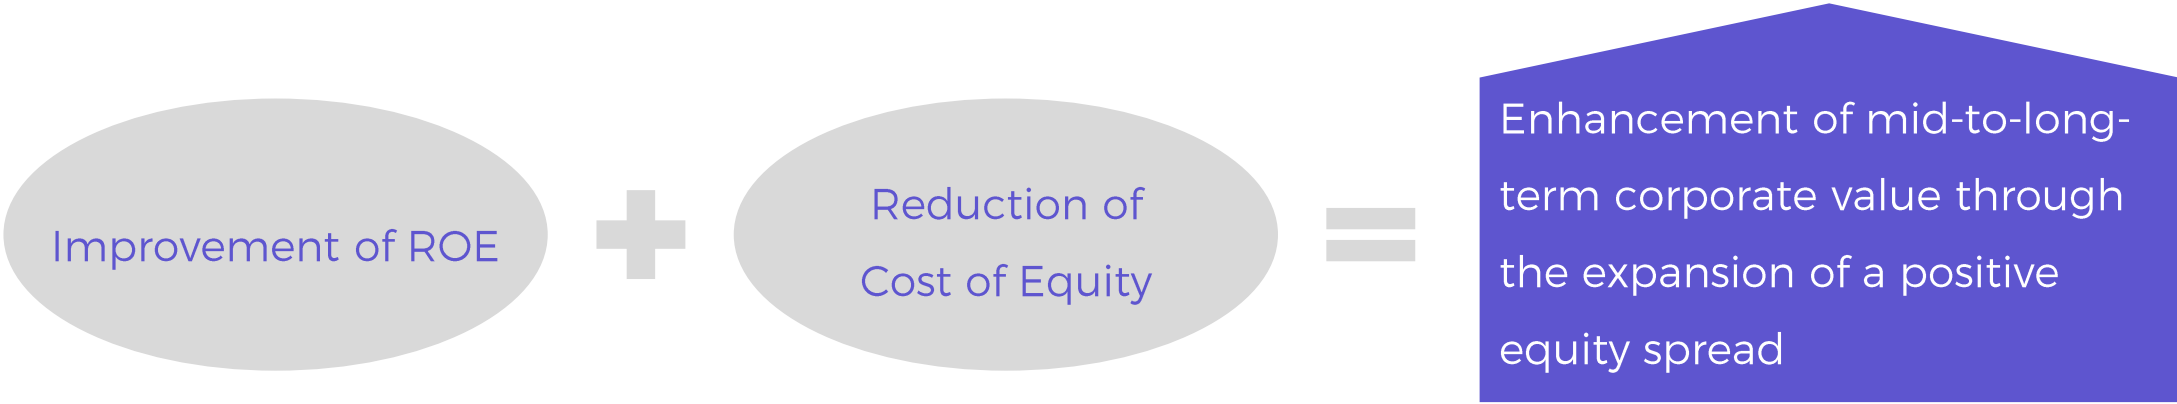 Improvement of ROE
Reduction of
Cost of Equity
Enhancement of mid-to-long-
term corporate value through
the expansion of a positive
equity spread